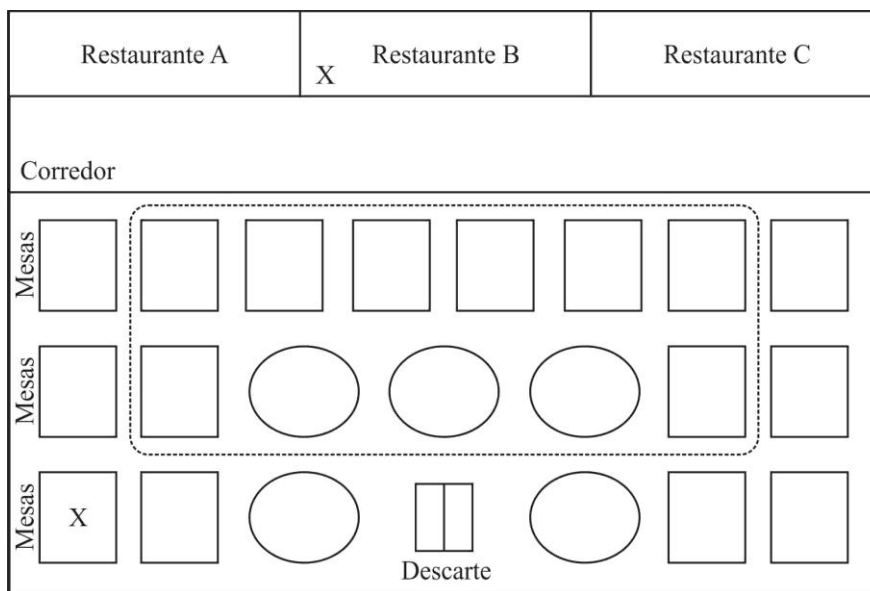 Restaurante A
Restaurante B
Restaurante C
X
Corredor
Mesas
Mesas
Mesas
X
Descarte